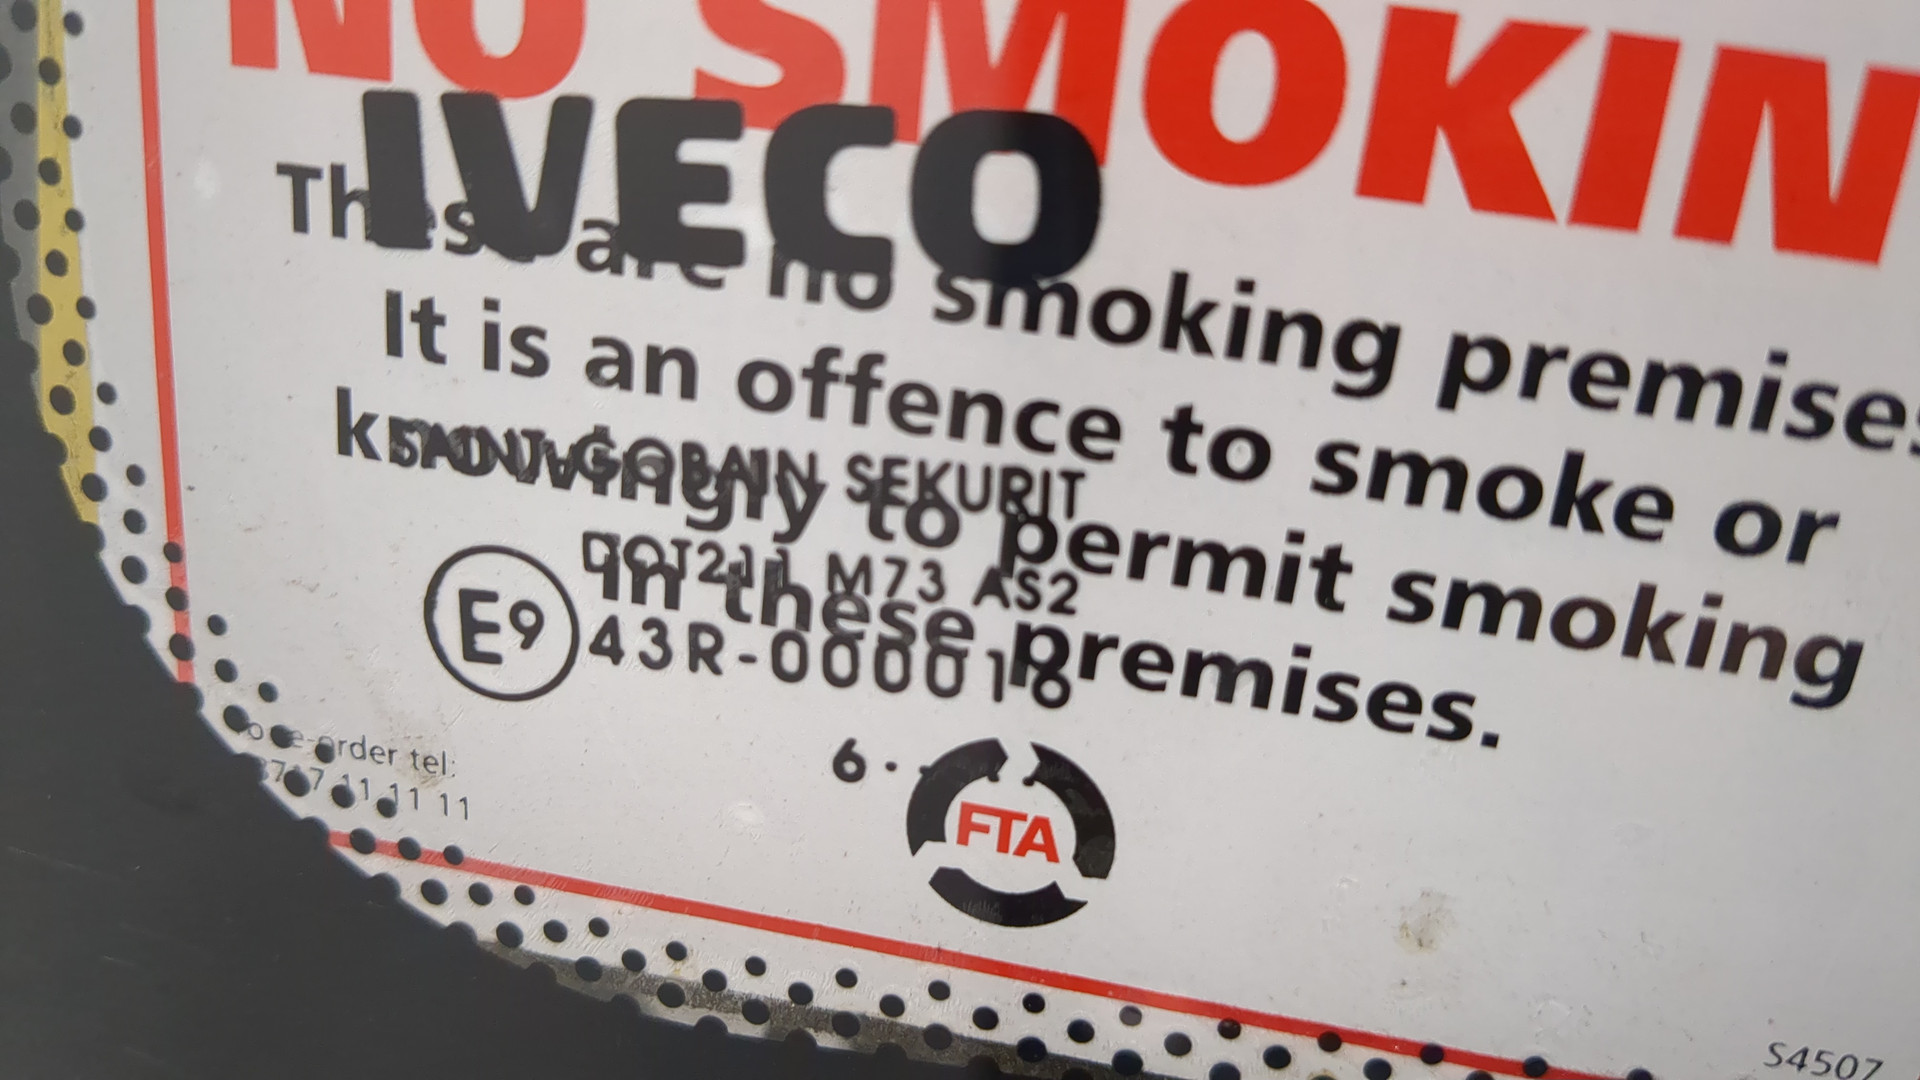 NO SMOKIN
IVECO
These are no smoking premises
It is an offence to smoke or
knowingly to permit smoking
in these premises.
SAINT-GOBAIN SEKURIT
DOT211 M73 AS2
E9 43R-000016
6·
FTA
order tel:
11 11 11
S4507